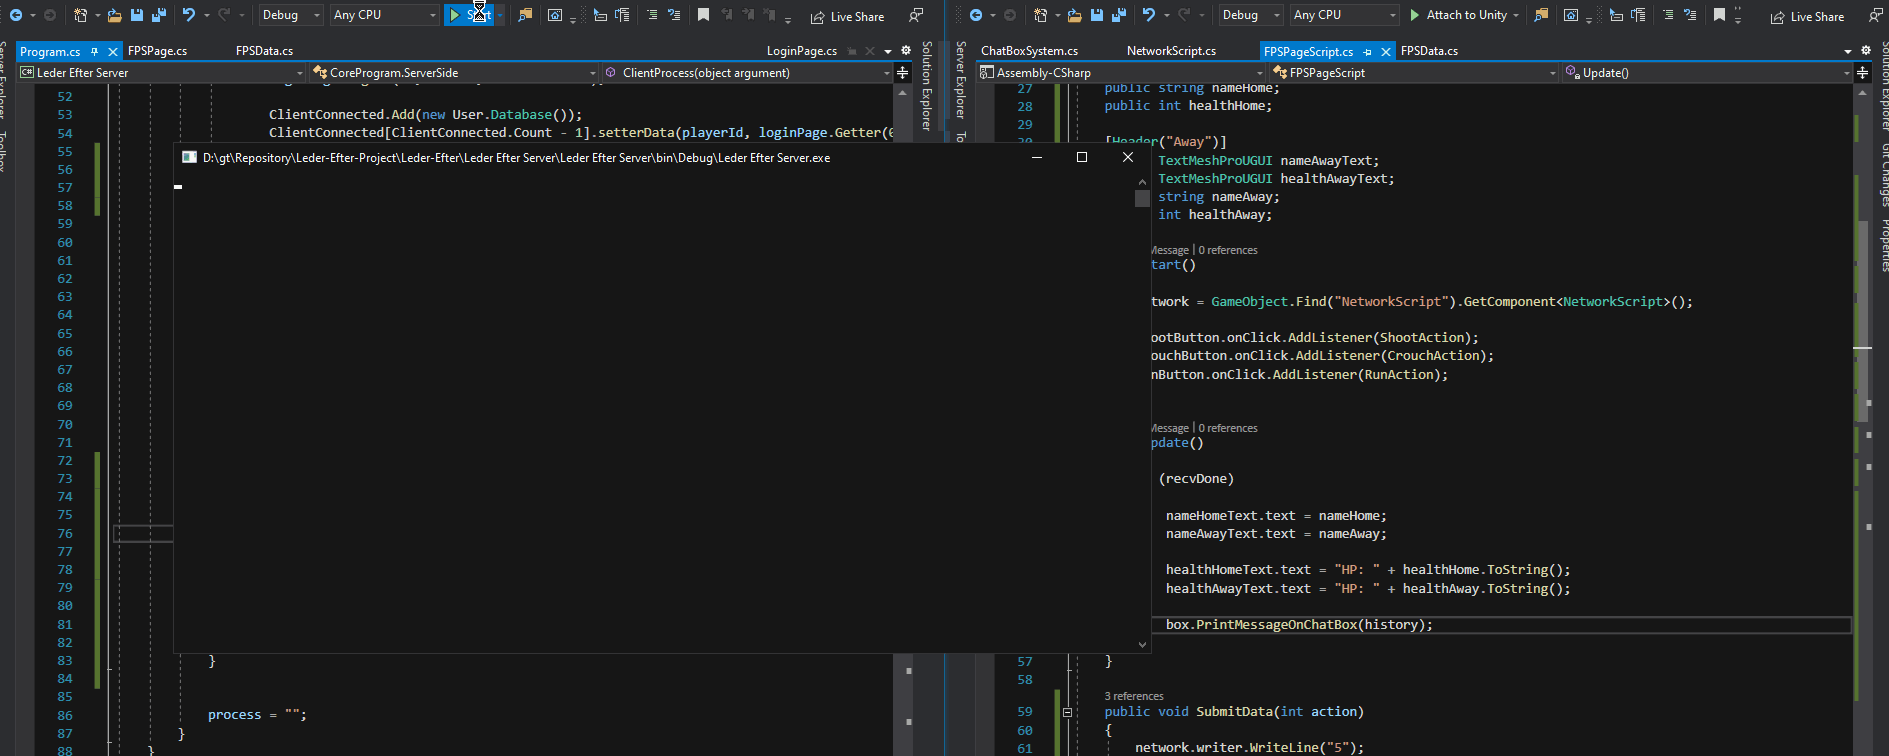 Debug
Any CPU
Live Share
Debug
Any CPU
Attach to Unity
Live Share
Program.cs
FPSPage.cs
FPSData.cs
LoginPage.cs
ChatBoxSystem.cs
NetworkScript.cs
FPSPageScript.cs
FPSData.cs
Leder Efter Server
CoreProgram.ServerSide
ClientProcess(object argument)
Assembly-CSharp
FPSPageScript
Update()
Server Explorer
Toolbox
Solution Explorer
Server Explorer
Solution Explorer
Git Changes
Properties
52
53 ClientConnected.Add(new User.Database());
54 ClientConnected[ClientConnected.Count - 1].setterData(playerId, loginPage.Getter(
55
56
57
58
59
60
61
62
63
64
65
66
67
68
69
70
71
72
73
74
75
76
77
78
79
80
81
82
83 }
84
85
86 process = "";
87 }
88 }
D:\gt\Repository\Leder-Efter-Project\Leder-Efter\Leder Efter Server\Leder Efter Server\bin\Debug\Leder Efter Server.exe
27 public string nameHome;
28 public int healthHome;
29
[Header("Away")]
TextMeshProUGUI nameAwayText;
TextMeshProUGUI healthAwayText;
string nameAway;
int healthAway;
Message | 0 references
tart()
twork = GameObject.Find("NetworkScript").GetComponent<NetworkScript>();
ootButton.onClick.AddListener(ShootAction);
ouchButton.onClick.AddListener(CrouchAction);
nButton.onClick.AddListener(RunAction);
Message | 0 references
pdate()
(recvDone)
nameHomeText.text = nameHome;
nameAwayText.text = nameAway;
healthHomeText.text = "HP: " + healthHome.ToString();
healthAwayText.text = "HP: " + healthAway.ToString();
box.PrintMessageOnChatBox(history);
57 }
58
3 references
59 public void SubmitData(int action)
60 {
61 network.writer.WriteLine("5");